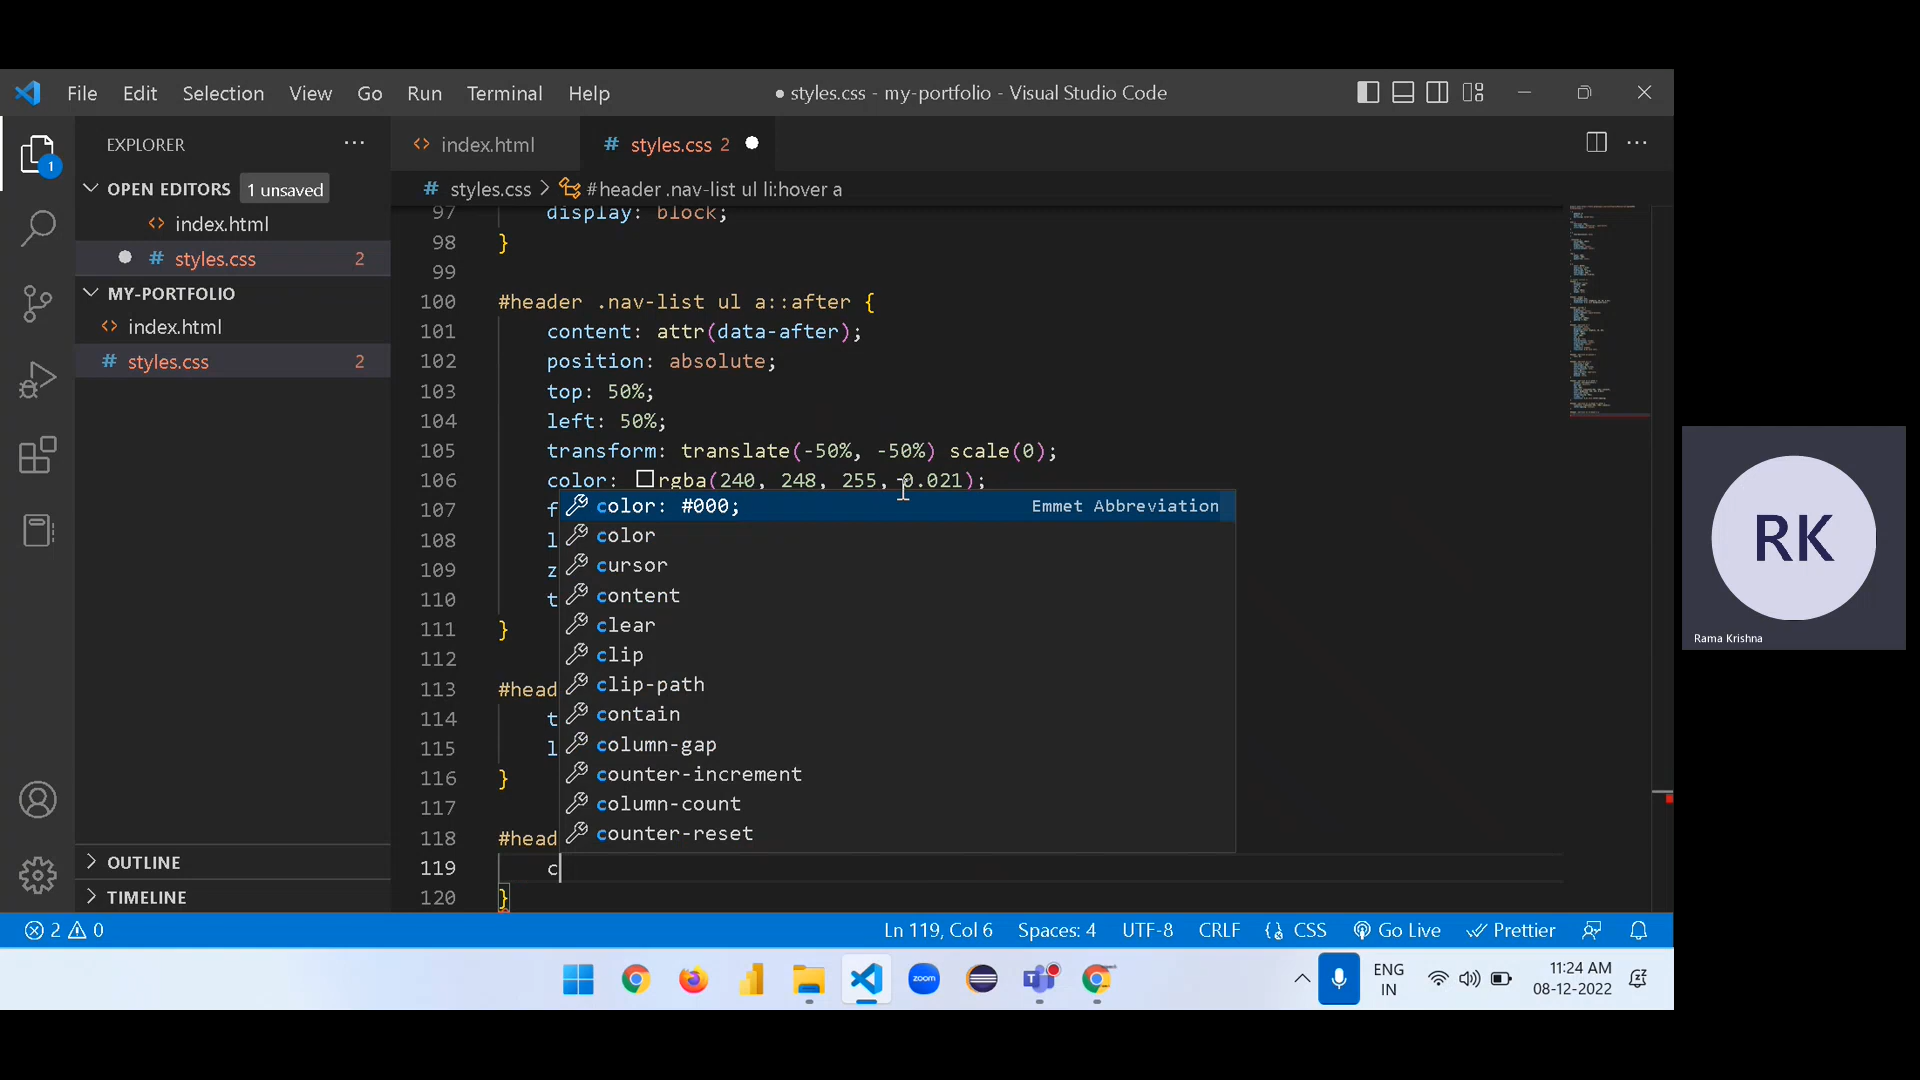 File Edit Selection View Go Run Terminal Help
● styles.css - my-portfolio - Visual Studio Code
EXPLORER
OPEN EDITORS 1 unsaved
index.html
# styles.css 2
MY-PORTFOLIO
index.html
# styles.css 2
OUTLINE
TIMELINE
1
index.html # styles.css 2
# styles.css > #header .nav-list ul li:hover a
97 display: block;
98 }
99
100 #header .nav-list ul a::after {
101 content: attr(data-after);
102 position: absolute;
103 top: 50%;
104 left: 50%;
105 transform: translate(-50%, -50%) scale(0);
106 color: rgba(240, 248, 255, 0.021);
107 f
108 l
109 z
110 t
111 }
112
113 #head
114 t
115 l
116 }
117
118 #head
119 c
120 }
color: #000; Emmet Abbreviation
color
cursor
content
clear
clip
clip-path
contain
column-gap
counter-increment
column-count
counter-reset
2 0
Ln 119, Col 6 Spaces: 4 UTF-8 CRLF CSS Go Live Prettier
zoom
ENG
IN
11:24 AM
08-12-2022
RK
Rama Krishna